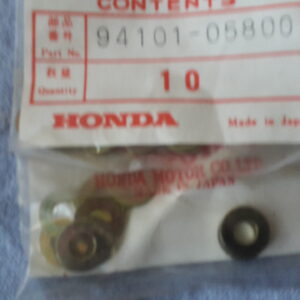 CONTENTS
部品
番号
Part No.
94101-05800
数量
Quantity
10
HONDA
Made in Japan
HONDA MOTOR CO., LTD.
MADE IN JAPAN